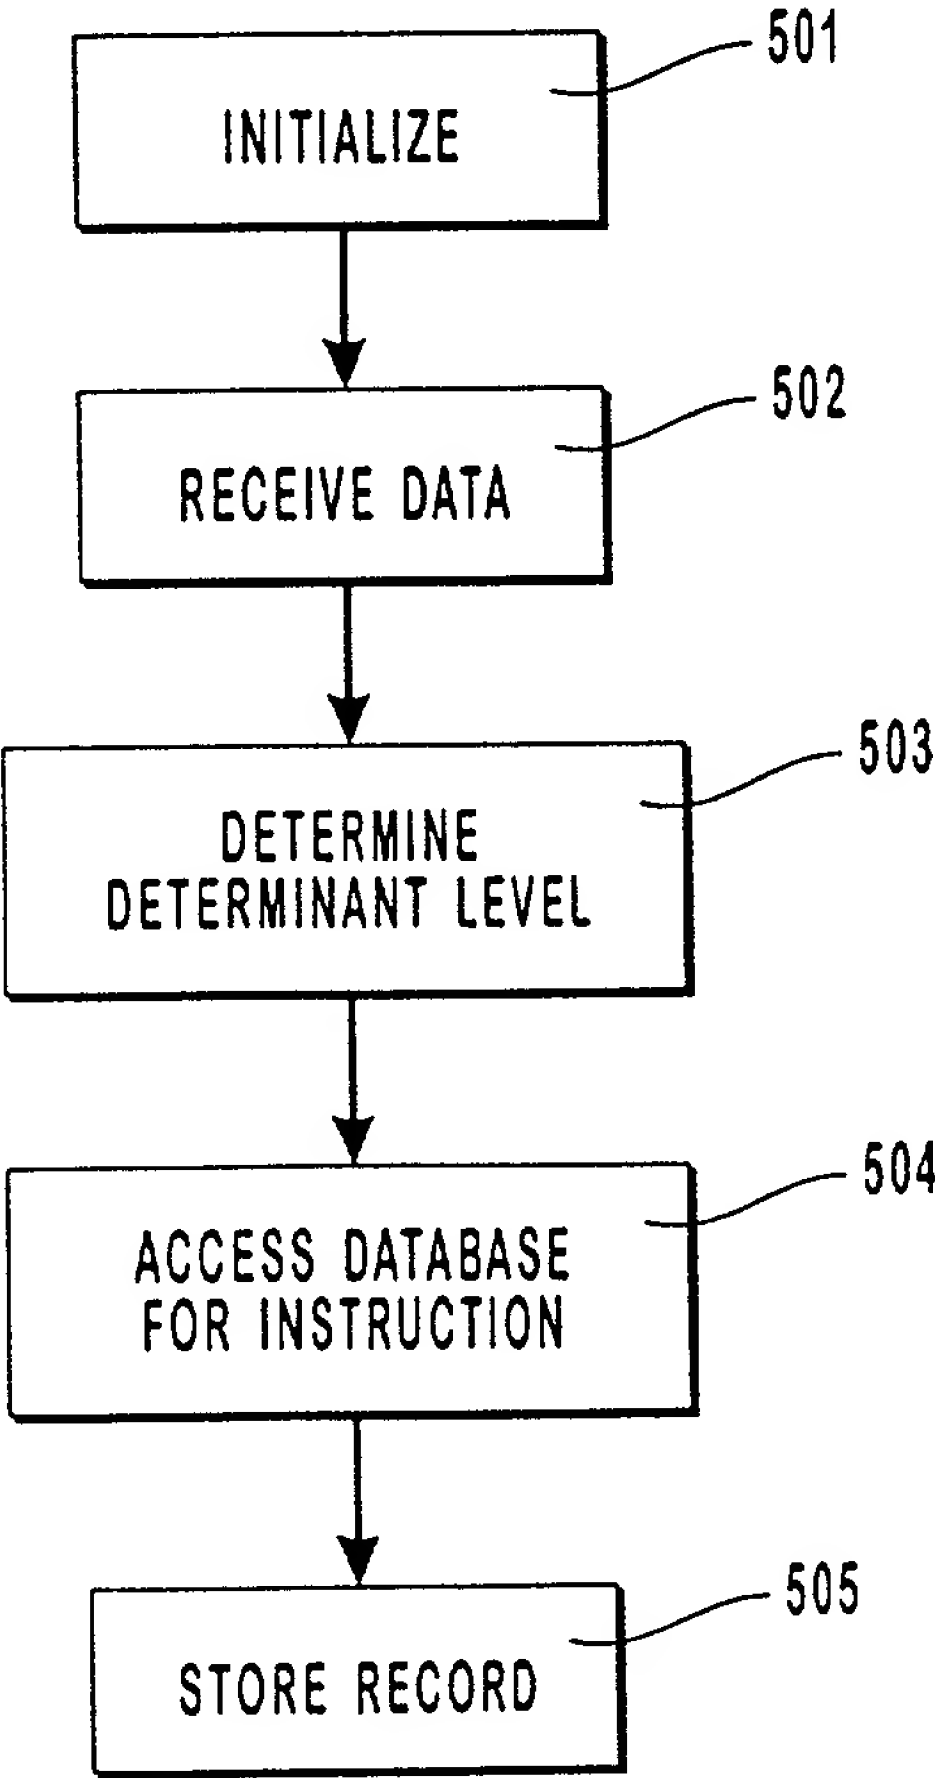 501
INITIALIZE
502
RECEIVE DATA
503
DETERMINE
DETERMINANT LEVEL
504
ACCESS DATABASE
FOR INSTRUCTION
505
STORE RECORD